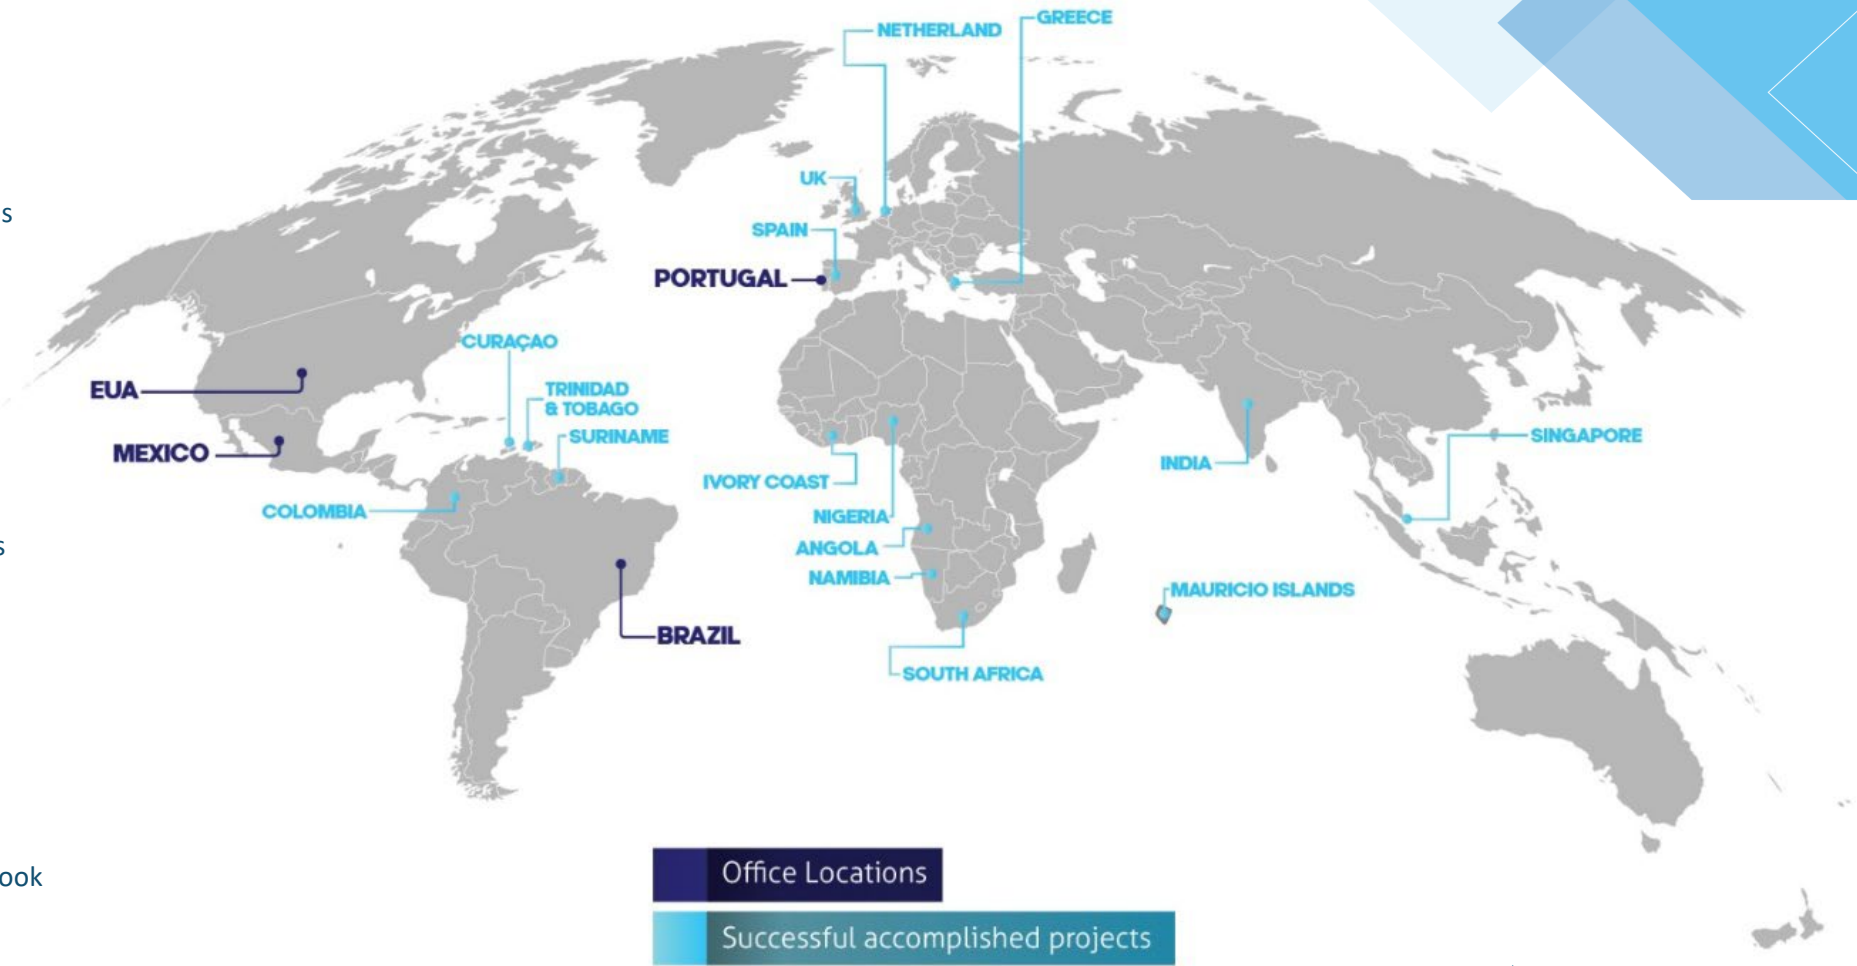 GREECE
NETHERLAND
UK
s
SPAIN
PORTUGAL
CURAÇAO
EUA
TRINIDAD
& TOBAGO
SURINAME
MEXICO
SINGAPORE
INDIA
IVORY COAST
COLOMBIA
NIGERIA
s
ANGOLA
NAMIBIA
MAURICIO ISLANDS
BRAZIL
SOUTH AFRICA
ook
Office Locations
Successful accomplished projects